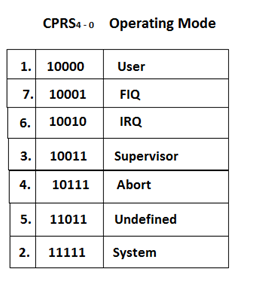 CPRS4 - 0 Operating Mode
1. 10000 User
7. 10001 FIQ
6. 10010 IRQ
3. 10011 Supervisor
4. 10111 Abort
5. 11011 Undefined
2. 11111 System